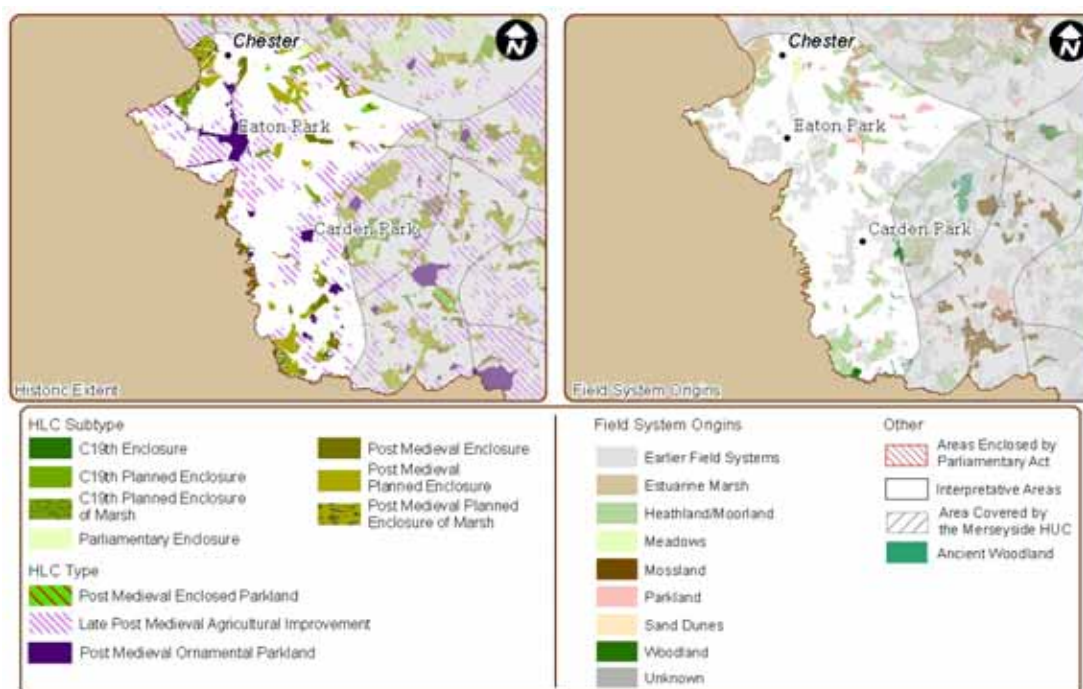 Chester
N
Eaton Park
Carden Park
Historic Extent
Chester
N
Eaton Park
Carden Park
Field System Origins
HLC Subtype
C19th Enclosure
C19th Planned Enclosure
C19th Planned Enclosure
of Marsh
Parliamentary Enclosure
Post Medieval Enclosure
Post Medieval
Planned Enclosure
Post Medieval Planned
Enclosure of Marsh
HLC Type
Post Medieval Enclosed Parkland
Late Post Medieval Agricultural Improvement
Post Medieval Ornamental Parkland
Field System Origins
Earlier Field Systems
Estuarine Marsh
Heathland/Moorland
Meadows
Mossland
Parkland
Sand Dunes
Woodland
Unknown
Other
Areas Enclosed by
Parliamentary Act
Interpretative Areas
Area Covered by
the Merseyside HUC
Ancient Woodland